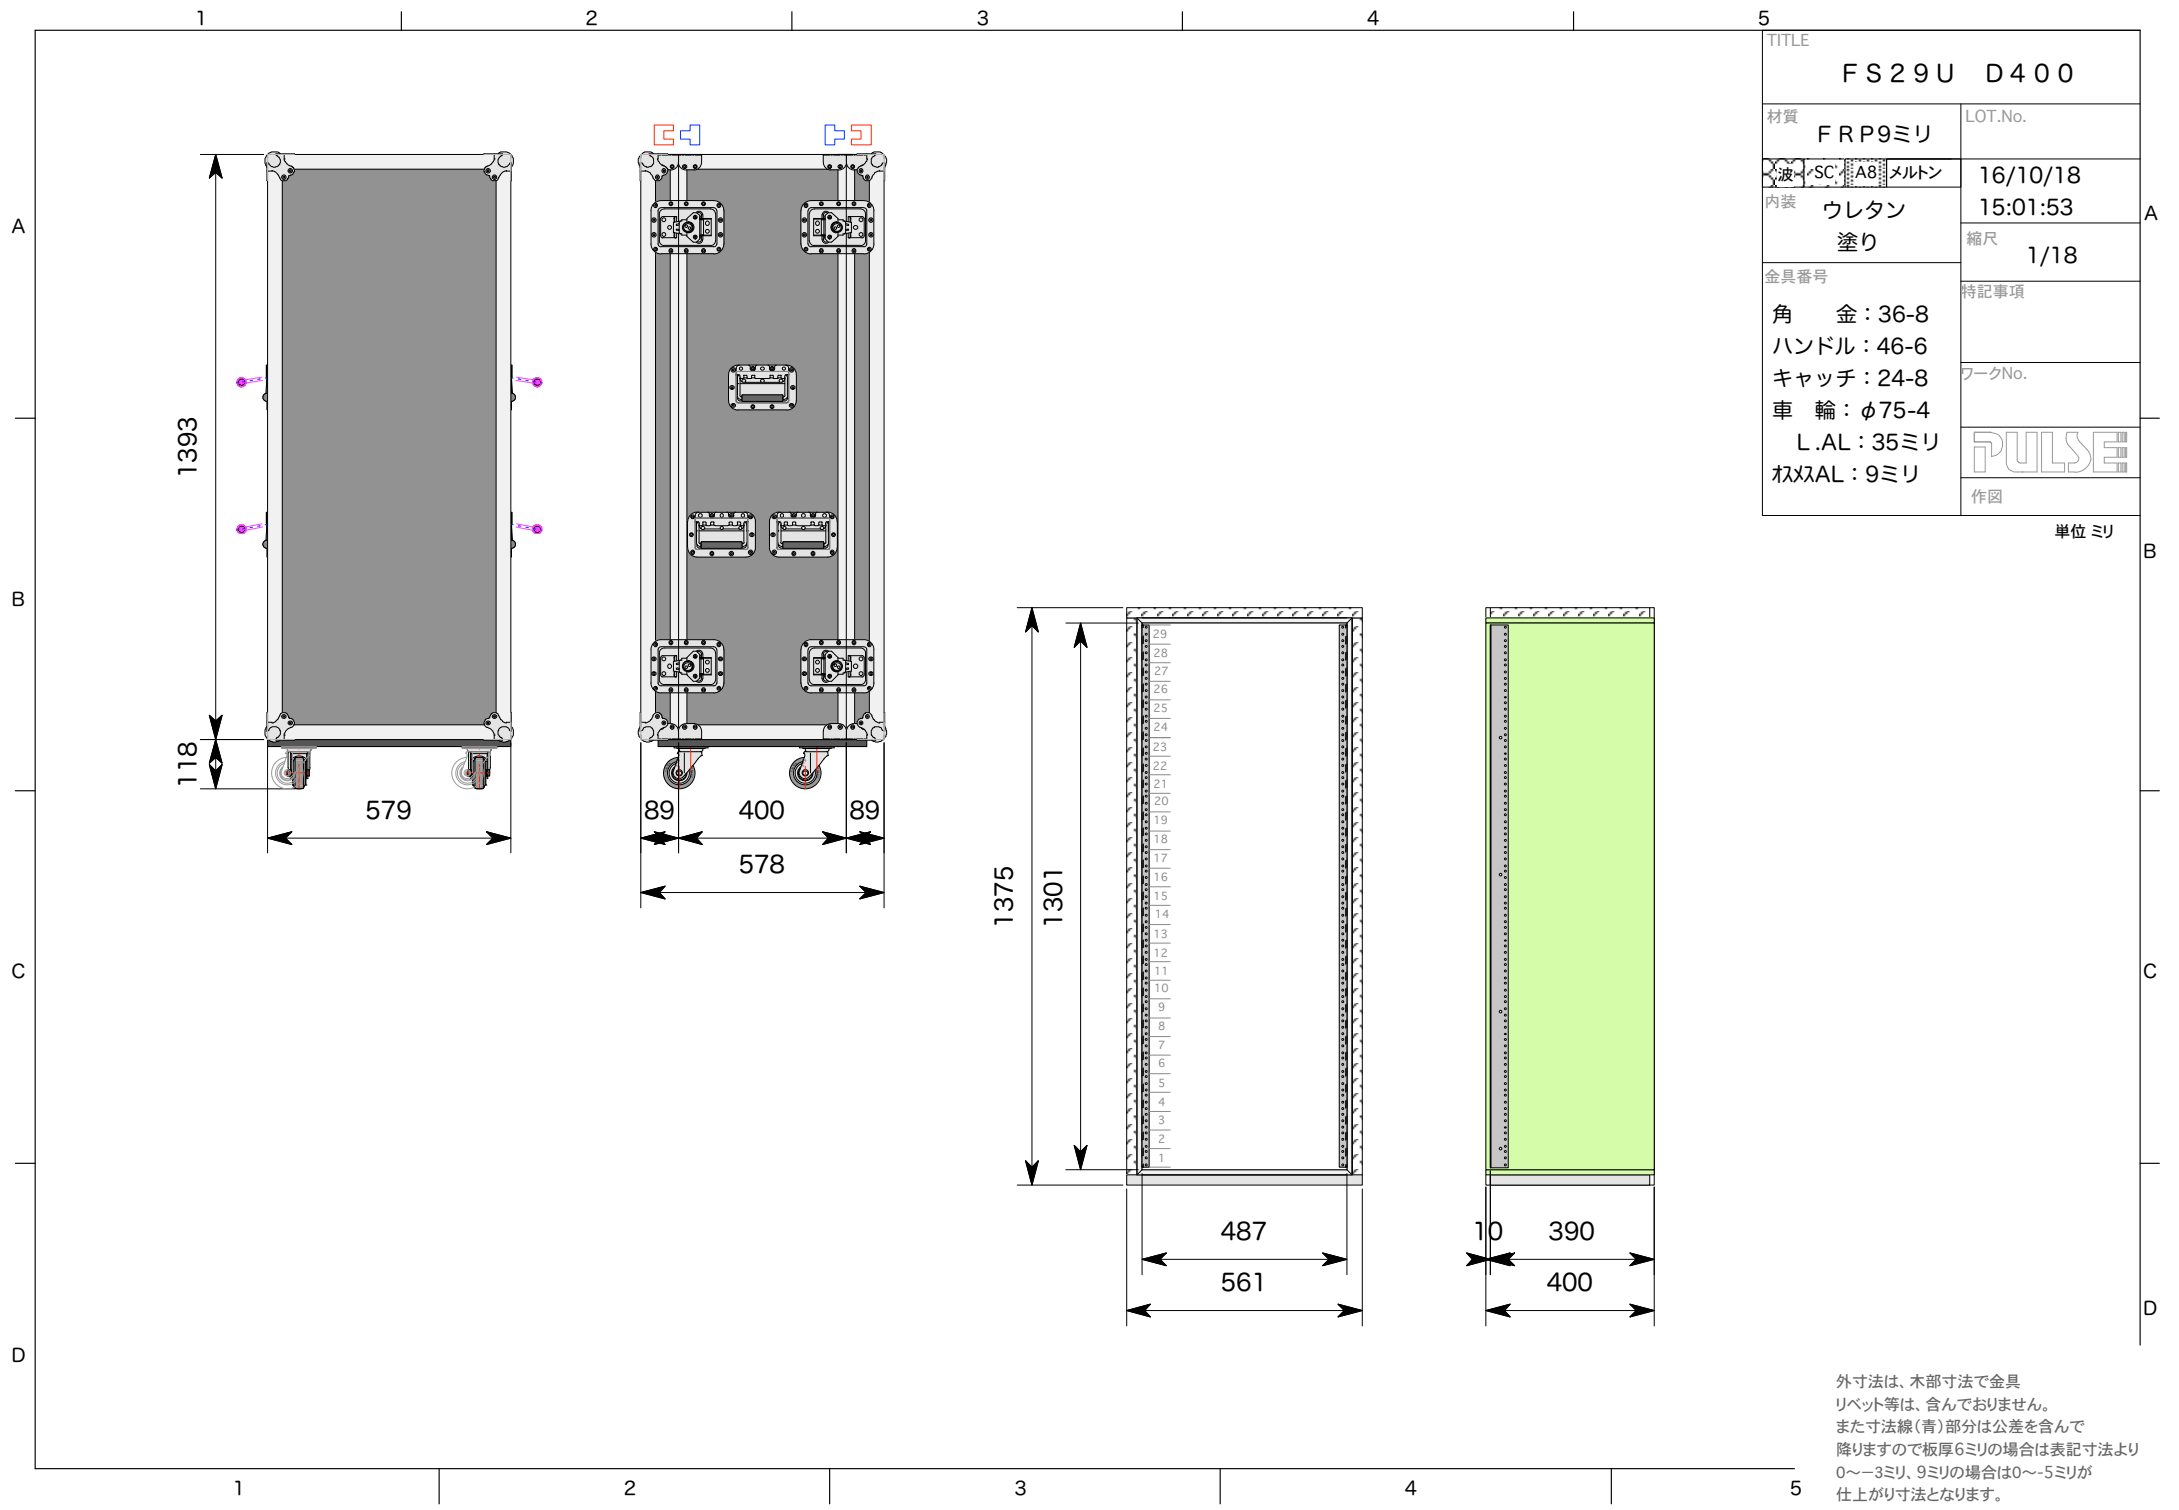 1 2 3 4 5
TITLE
FS29U D400
材質
FRP9ミリ
LOT.No.
波 SC A8 メルトン
16/10/18
15:01:53
内装
ウレタン
塗り
縮尺
1/18
金具番号
角　金：36-8
ハンドル：46-6
キャッチ：24-8
車　輪：φ75-4
L.AL：35ミリ
ｵｽﾒｽAL：9ミリ
特記事項
ワークNo.
PULSE
作図
単位 ミリ
A
A
B
B
C
C
D
D
1393
118
579
89 400 89
578
1375
1301
29
28
27
26
25
24
23
22
21
20
19
18
17
16
15
14
13
12
11
10
9
8
7
6
5
4
3
2
1
487
561
10 390
400
外寸法は、木部寸法で金具
リベット等は、含んでおりません。
また寸法線（青）部分は公差を含んで
降りますので板厚6ミリの場合は表記寸法より
0〜−3ミリ、9ミリの場合は0〜-5ミリが
仕上がり寸法となります。
1 2 3 4 5